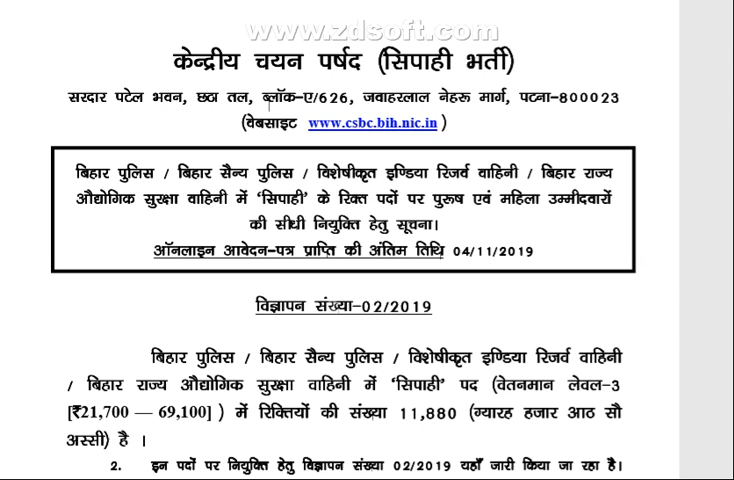 www.zdsoft.com
केन्द्रीय चयन पर्षद (सिपाही भर्ती)
सरदार पटेल भवन, छठा तल, ब्लॉक-ए/626, जवाहरलाल नेहरू मार्ग, पटना-800023
(वेबसाइट www.csbc.bih.nic.in )
बिहार पुलिस / बिहार सैन्य पुलिस / विशेषीकृत इण्डिया रिजर्व वाहिनी / बिहार राज्य
औद्योगिक सुरक्षा वाहिनी में ‘सिपाही’ के रिक्त पदों पर पुरूष एवं महिला उम्मीदवारों
की सीधी नियुक्ति हेतु सूचना।
ऑनलाइन आवेदन-पत्र प्राप्ति की अंतिम तिथि 04/11/2019
विज्ञापन संख्या-02/2019
बिहार पुलिस / बिहार सैन्य पुलिस / विशेषीकृत इण्डिया रिजर्व वाहिनी
/ बिहार राज्य औद्योगिक सुरक्षा वाहिनी में ‘सिपाही’ पद (वेतनमान लेवल-3
[₹21,700 — 69,100] ) में रिक्तियों की संख्या 11,880 (ग्यारह हजार आठ सौ
अस्सी) है ।
2. इन पदों पर नियुक्ति हेतु विज्ञापन संख्या 02/2019 यहाँ जारी किया जा रहा है।